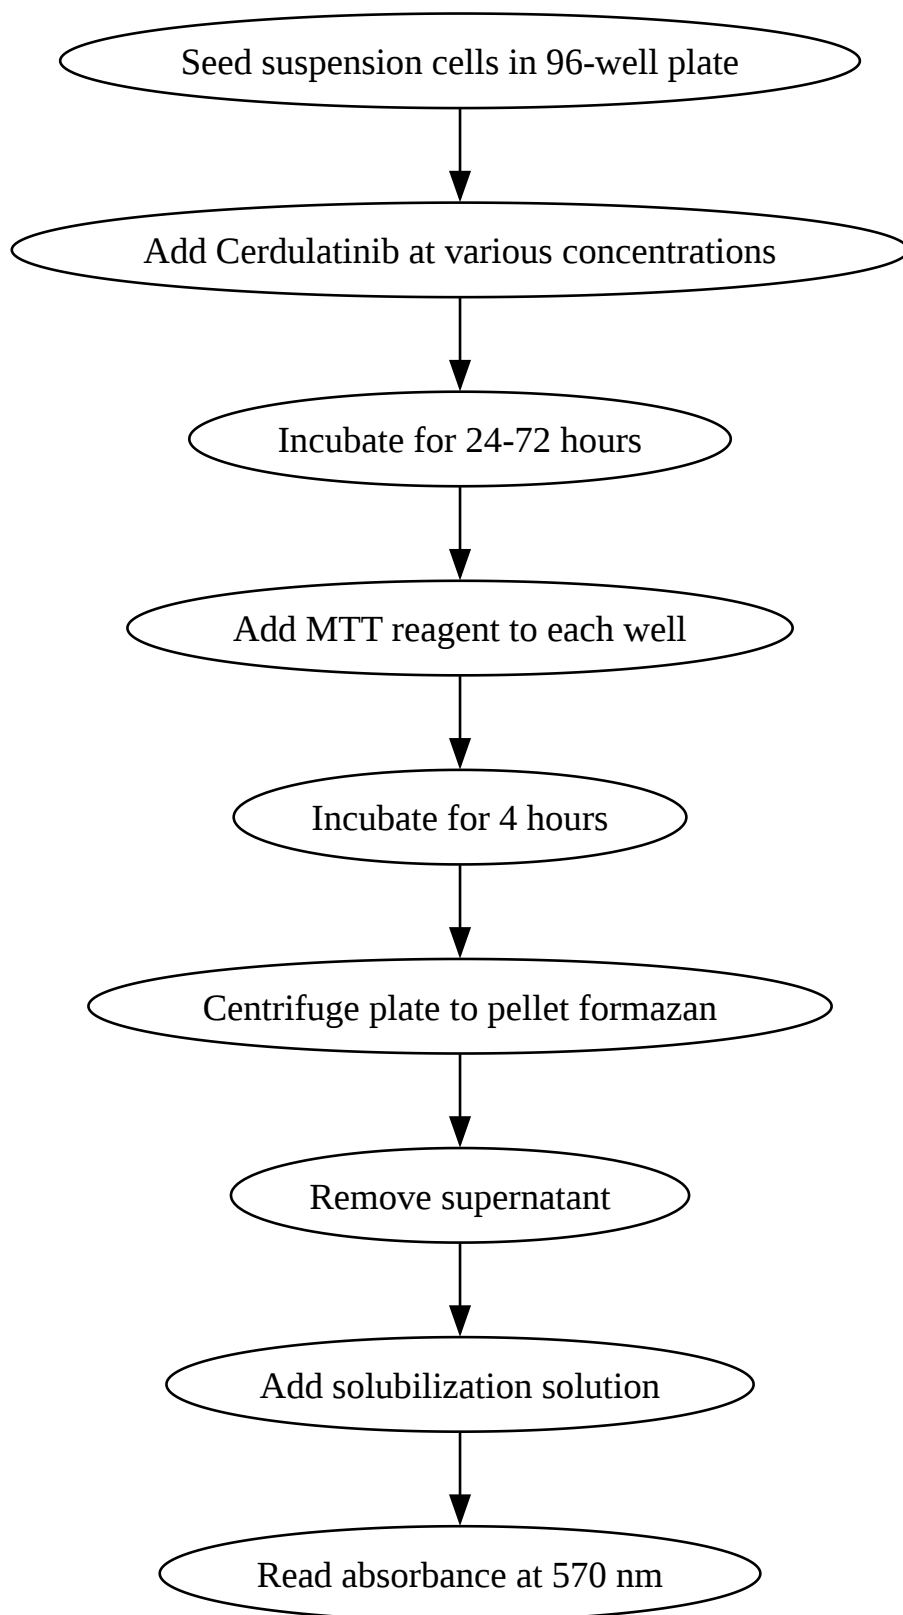 Seed suspension cells in 96-well plate
Add Cerdulatinib at various concentrations
Incubate for 24-72 hours
Add MTT reagent to each well
Incubate for 4 hours
Centrifuge plate to pellet formazan
Remove supernatant
Add solubilization solution
Read absorbance at 570 nm